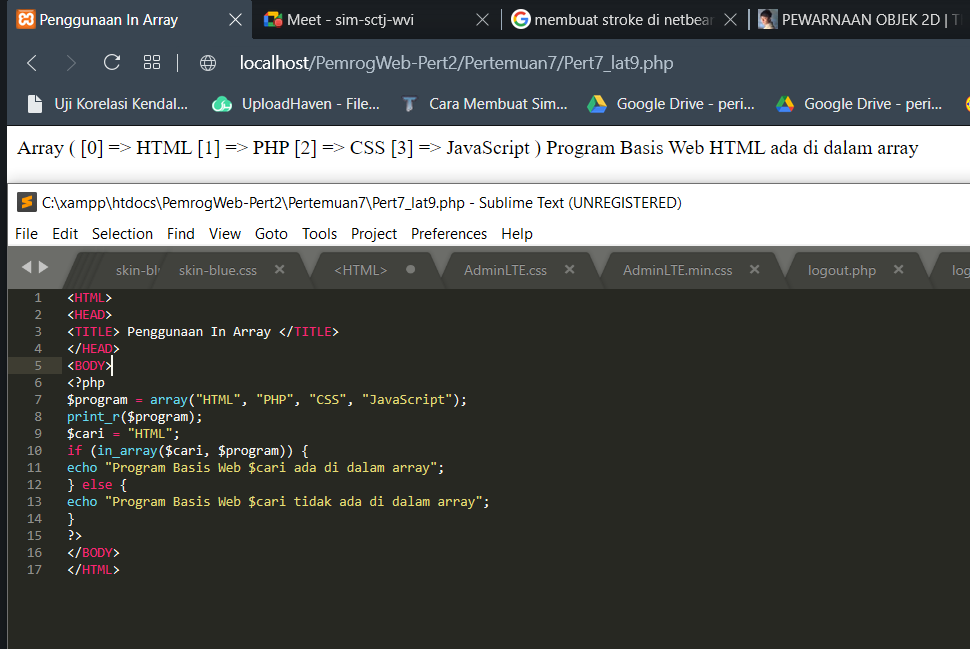 Penggunaan In Array
Meet - sim-sctj-wvi
membuat stroke di netbear
PEWARNAAN OBJEK 2D | T
localhost/PemrogWeb-Pert2/Pertemuan7/Pert7_lat9.php
Uji Korelasi Kendal...
UploadHaven - File...
Cara Membuat Sim...
Google Drive - peri...
Google Drive - peri...
Array ( [0] => HTML [1] => PHP [2] => CSS [3] => JavaScript ) Program Basis Web HTML ada di dalam array
C:\xampp\htdocs\PemrogWeb-Pert2\Pertemuan7\Pert7_lat9.php - Sublime Text (UNREGISTERED)
File Edit Selection Find View Goto Tools Project Preferences Help
skin-bl
skin-blue.css
<HTML>
AdminLTE.css
AdminLTE.min.css
logout.php
log
1 <HTML>
2 <HEAD>
3 <TITLE> Penggunaan In Array </TITLE>
4 </HEAD>
5 <BODY>
6 <?php
7 $program = array("HTML", "PHP", "CSS", "JavaScript");
8 print_r($program);
9 $cari = "HTML";
10 if (in_array($cari, $program)) {
11 echo "Program Basis Web $cari ada di dalam array";
12 } else {
13 echo "Program Basis Web $cari tidak ada di dalam array";
14 }
15 ?>
16 </BODY>
17 </HTML>